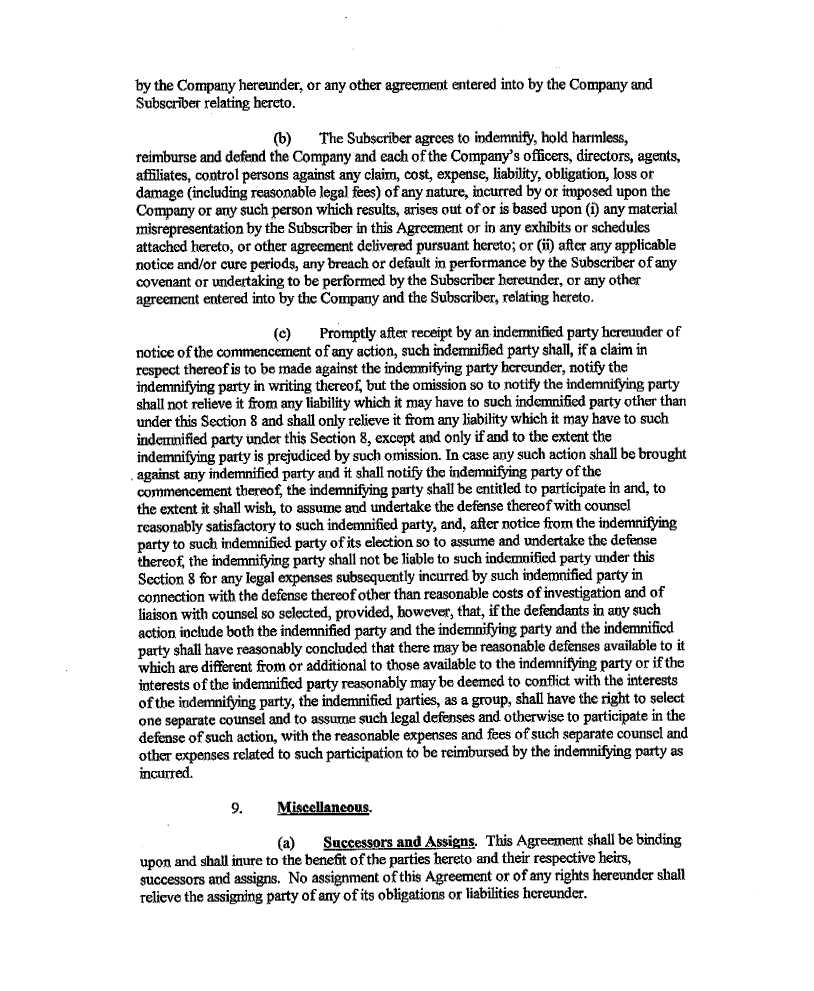 by the Company hereunder, or any other agreement entered into by the Company and
Subscriber relating hereto.
(b) The Subscriber agrees to indemnify, hold harmless,
reimburse and defend the Company and each of the Company's officers, directors, agents,
affiliates, control persons against any claim, cost, expense, liability, obligation, loss or
damage (including reasonable legal fees) of any nature, incurred by or imposed upon the
Company or any such person which results, arises out of or is based upon (i) any material
misrepresentation by the Subscriber in this Agreement or in any exhibits or schedules
attached hereto, or other agreement delivered pursuant hereto; or (ii) after any applicable
notice and/or cure periods, any breach or default in performance by the Subscriber of any
covenant or undertaking to be performed by the Subscriber hereunder, or any other
agreement entered into by the Company and the Subscriber, relating hereto.
(c) Promptly after receipt by an indemnified party hereunder of
notice of the commencement of any action, such indemnified party shall, if a claim in
respect thereof is to be made against the indemnifying party hereunder, notify the
indemnifying party in writing thereof, but the omission so to notify the indemnifying party
shall not relieve it from any liability which it may have to such indemnified party other than
under this Section 8 and shall only relieve it from any liability which it may have to such
indemnified party under this Section 8, except and only if and to the extent the
indemnifying party is prejudiced by such omission. In case any such action shall be brought
against any indemnified party and it shall notify the indemnifying party of the
commencement thereof, the indemnifying party shall be entitled to participate in and, to
the extent it shall wish, to assume and undertake the defense thereof with counsel
reasonably satisfactory to such indemnified party, and, after notice from the indemnifying
party to such indemnified party of its election so to assume and undertake the defense
thereof, the indemnifying party shall not be liable to such indemnified party under this
Section 8 for any legal expenses subsequently incurred by such indemnified party in
connection with the defense thereof other than reasonable costs of investigation and of
liaison with counsel so selected, provided, however, that, if the defendants in any such
action include both the indemnified party and the indemnifying party and the indemnified
party shall have reasonably concluded that there may be reasonable defenses available to it
which are different from or additional to those available to the indemnifying party or if the
interests of the indemnified party reasonably may be deemed to conflict with the interests
of the indemnifying party, the indemnified parties, as a group, shall have the right to select
one separate counsel and to assume such legal defenses and otherwise to participate in the
defense of such action, with the reasonable expenses and fees of such separate counsel and
other expenses related to such participation to be reimbursed by the indemnifying party as
incurred.
9. Miscellaneous.
(a) Successors and Assigns. This Agreement shall be binding
upon and shall inure to the benefit of the parties hereto and their respective heirs,
successors and assigns. No assignment of this Agreement or of any rights hereunder shall
relieve the assigning party of any of its obligations or liabilities hereunder.